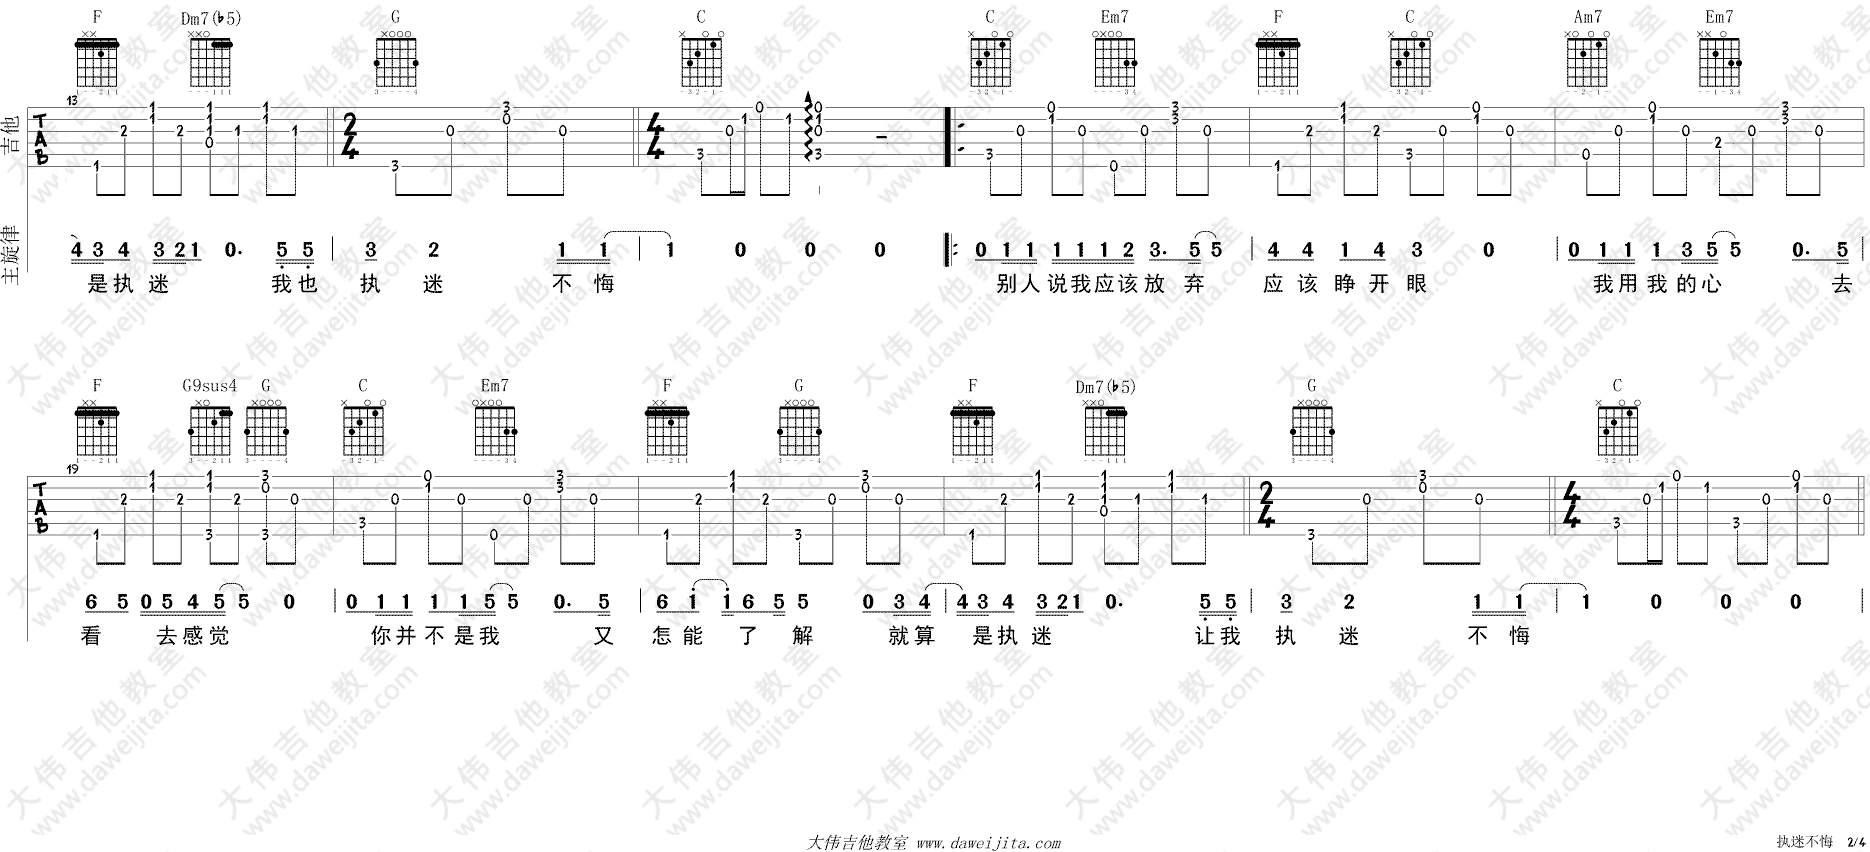 F Dm7(♭5) G C C Em7 F C Am7 Em7
13
吉他
主旋律
4 3 4 3 2 1 0. 5 5 | 3 2 1 1 | 1 0 0 0 0 1 1 1 1 1 2 3. 5 5 | 4 4 1 4 3 0 | 0 1 1 1 3 5 5 0. 5 |
是执迷 我也 执 迷 不 悔 别人说我应该放弃 应该睁开眼 我用我的心 去
F G9sus4 G C Em7 F G F Dm7(♭5) G C
19
6 5 0 5 4 5 5 0 | 0 1 1 1 1 5 5 0. 5 | 6 1 1 6 5 5 0 3 4 | 4 3 4 3 2 1 0. 5 5 | 3 2 1 1 | 1 0 0 0 |
看 去感觉 你并不是我 又 怎能 了 解 就算 是执迷 让我 执 迷 不 悔
大伟吉他教室 www.daweijita.com
执迷不悔 2/4